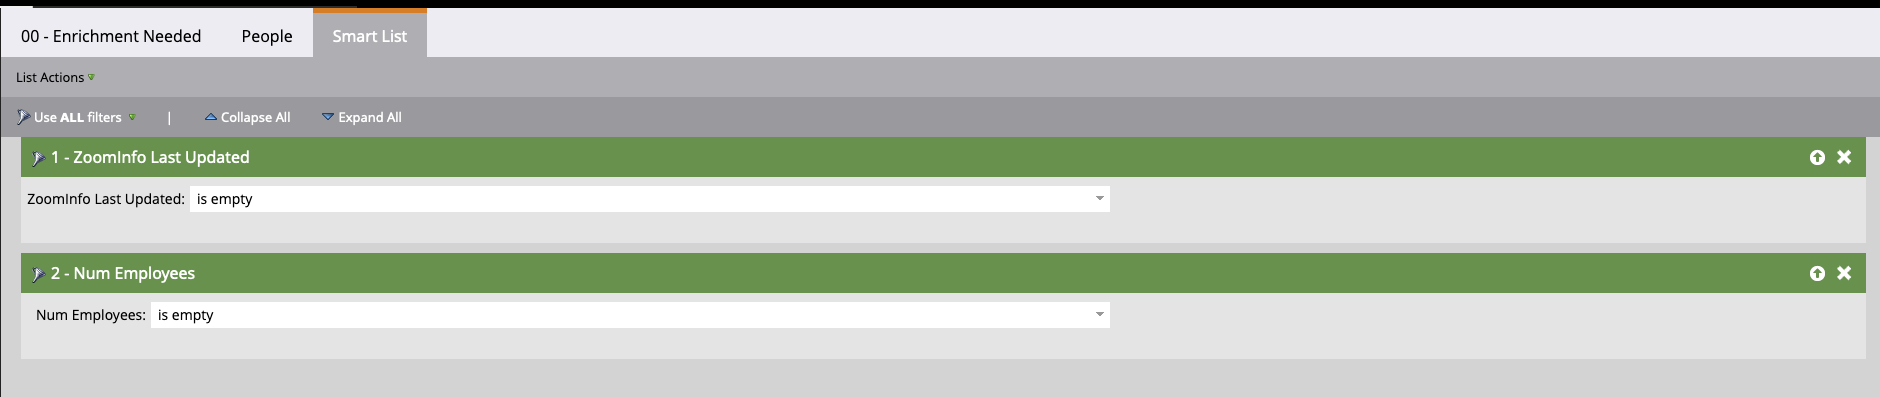 00 - Enrichment Needed People Smart List
List Actions
Use ALL filters | Collapse All Expand All
1 - ZoomInfo Last Updated
ZoomInfo Last Updated: is empty
2 - Num Employees
Num Employees: is empty